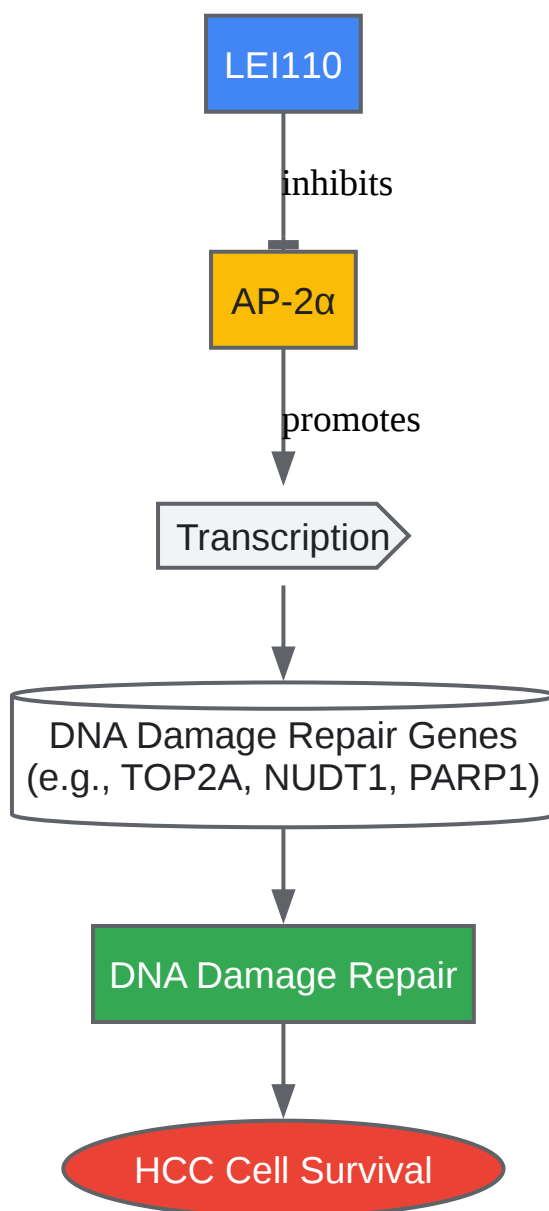 LEI110
inhibits
AP-2α
promotes
Transcription
DNA Damage Repair Genes
(e.g., TOP2A, NUDT1, PARP1)
DNA Damage Repair
HCC Cell Survival